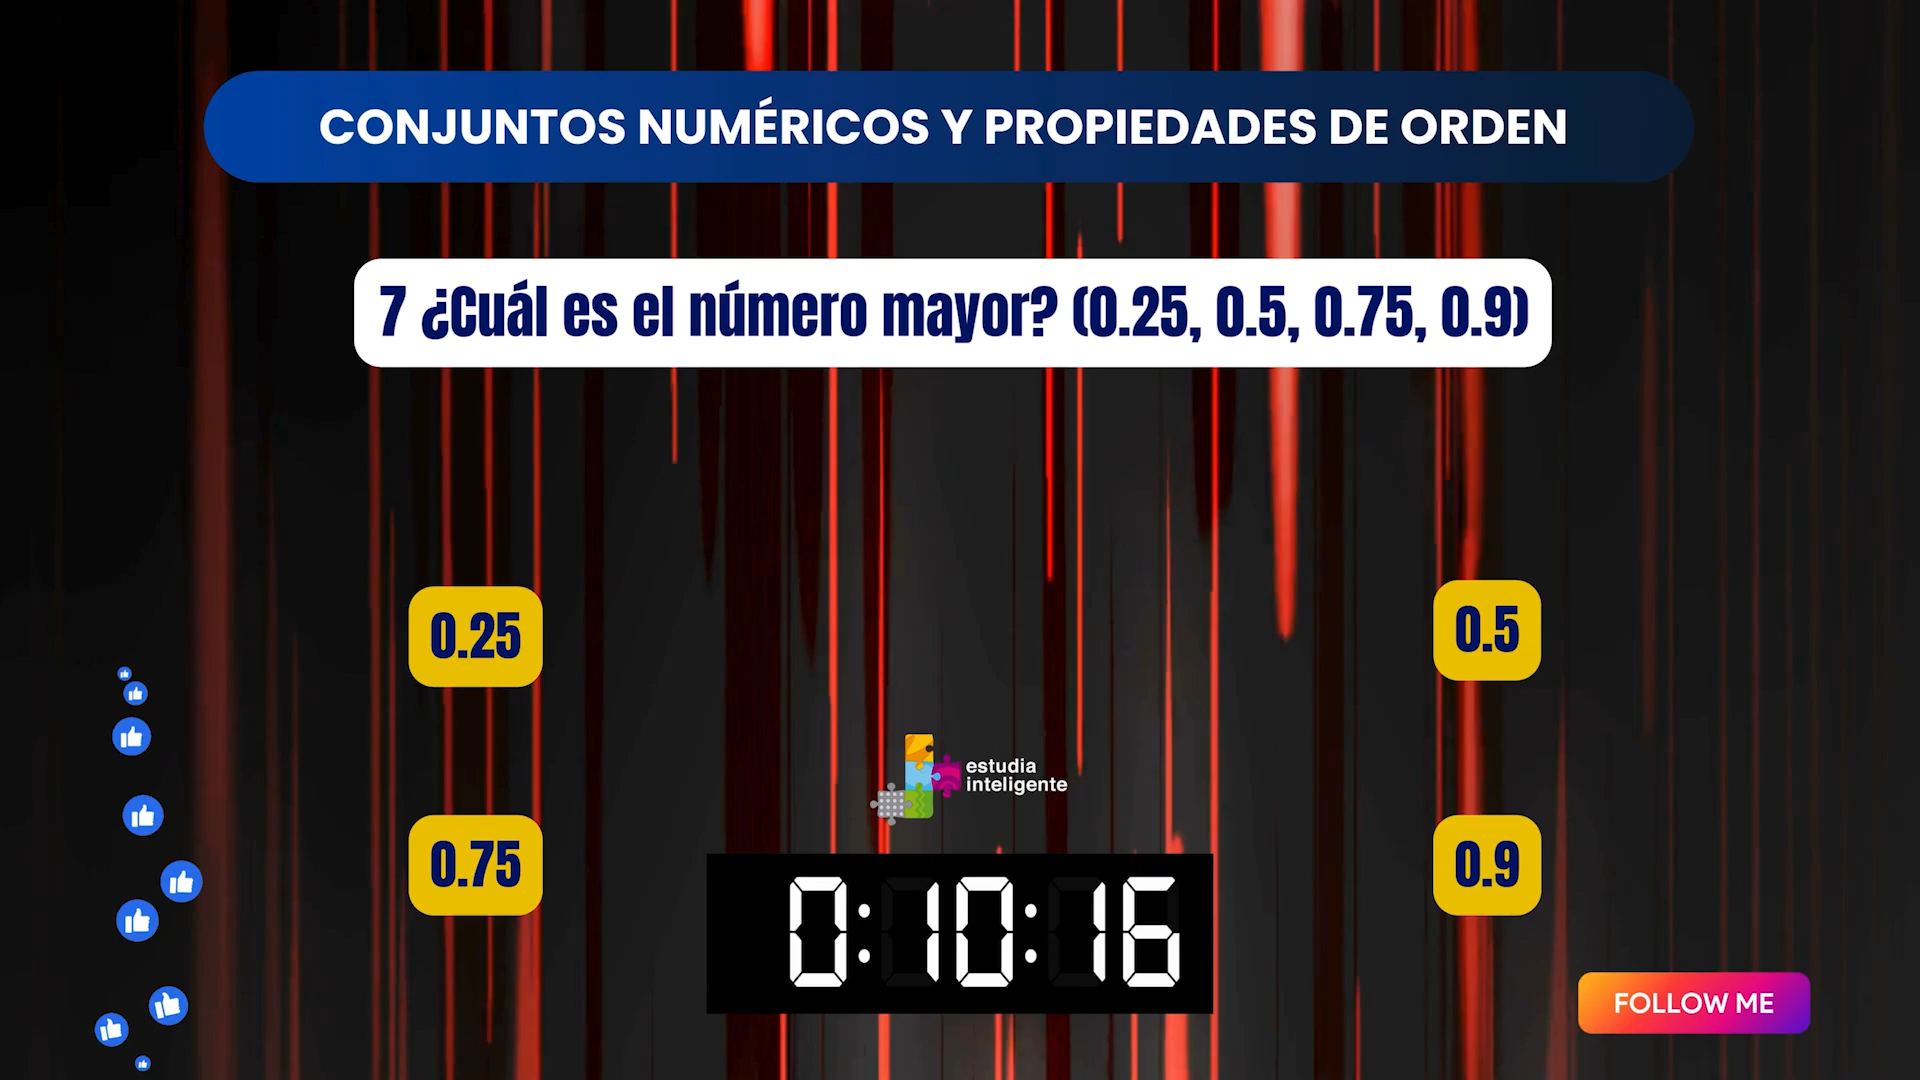 CONJUNTOS NUMÉRICOS Y PROPIEDADES DE ORDEN
7 ¿Cuál es el número mayor? (0.25, 0.5, 0.75, 0.9)
0.25
0.5
0.75
0.9
estudia
inteligente
0:10:16
FOLLOW ME